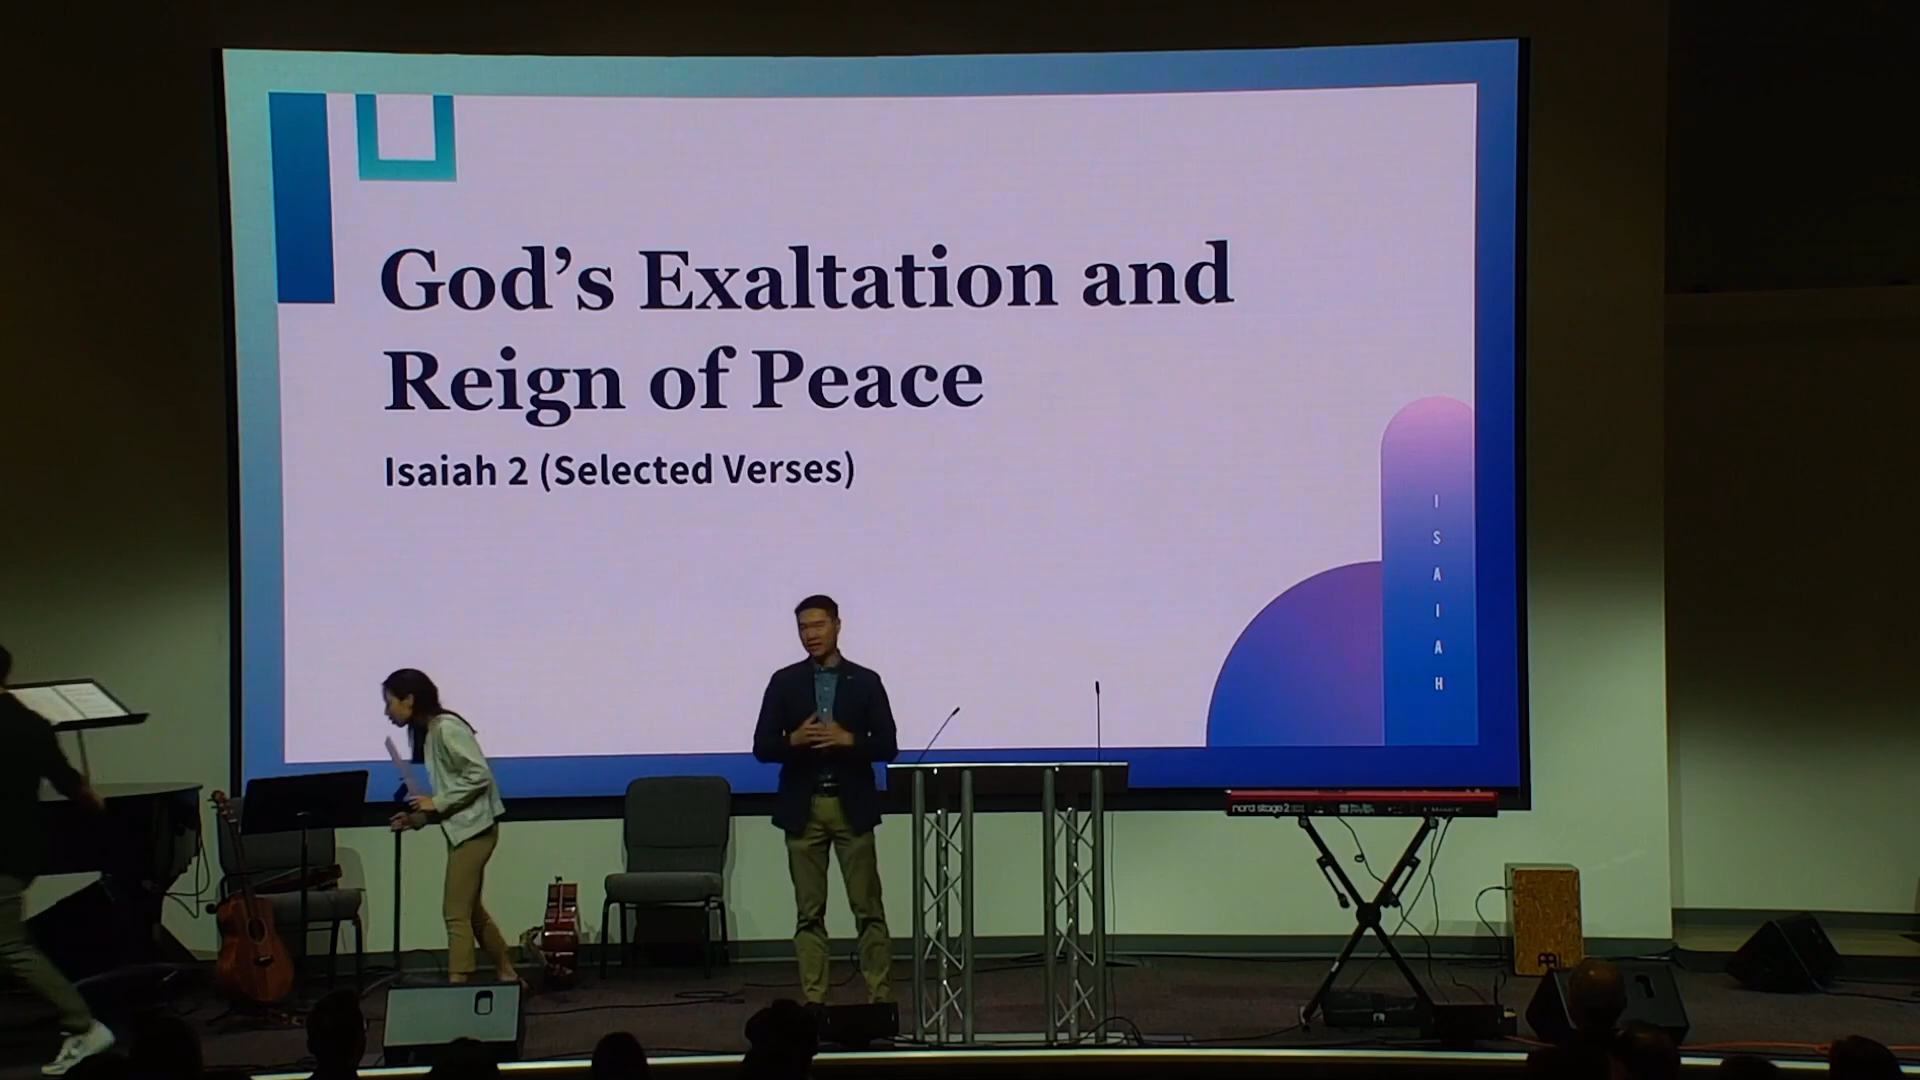 God's Exaltation and
Reign of Peace
Isaiah 2 (Selected Verses)
ISAIAH
nord stage 2